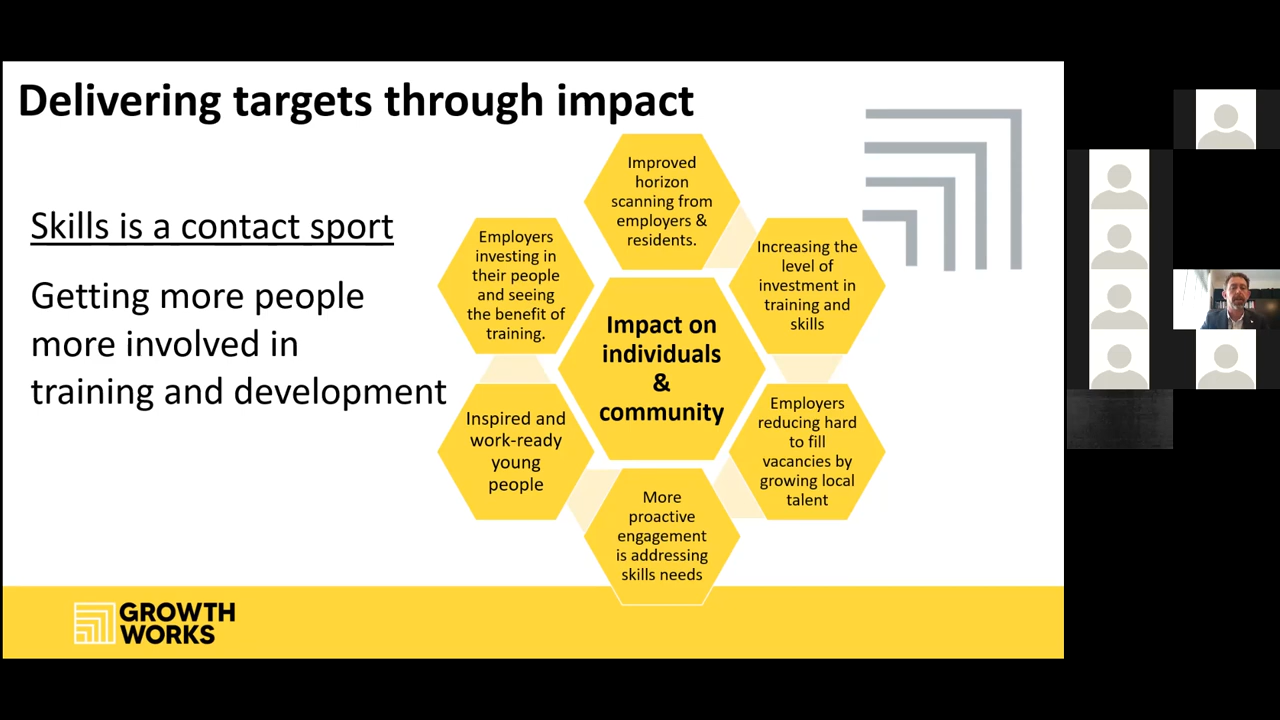 Delivering targets through impact
Skills is a contact sport
Getting more people
more involved in
training and development
Improved
horizon
scanning from
employers &
residents.
Increasing the
level of
investment in
training and
skills
Employers
reducing hard
to fill
vacancies by
growing local
talent
More
proactive
engagement
is addressing
skills needs
Inspired and
work-ready
young
people
Employers
investing in
their people
and seeing
the benefit of
training.
Impact on
individuals
&
community
GROWTH
WORKS